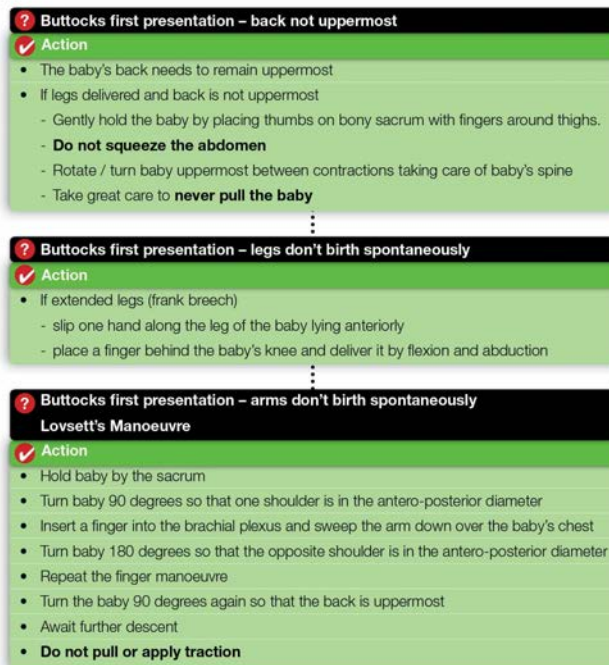 Buttocks first presentation – back not uppermost
Action
• The baby's back needs to remain uppermost
• If legs delivered and back is not uppermost
- Gently hold the baby by placing thumbs on bony sacrum with fingers around thighs.
- Do not squeeze the abdomen
- Rotate / turn baby uppermost between contractions taking care of baby's spine
- Take great care to never pull the baby
Buttocks first presentation – legs don't birth spontaneously
Action
• If extended legs (frank breech)
- slip one hand along the leg of the baby lying anteriorly
- place a finger behind the baby's knee and deliver it by flexion and abduction
Buttocks first presentation – arms don't birth spontaneously
Lovsett's Manoeuvre
Action
• Hold baby by the sacrum
• Turn baby 90 degrees so that one shoulder is in the antero-posterior diameter
• Insert a finger into the brachial plexus and sweep the arm down over the baby's chest
• Turn baby 180 degrees so that the opposite shoulder is in the antero-posterior diameter
• Repeat the finger manoeuvre
• Turn the baby 90 degrees again so that the back is uppermost
• Await further descent
• Do not pull or apply traction